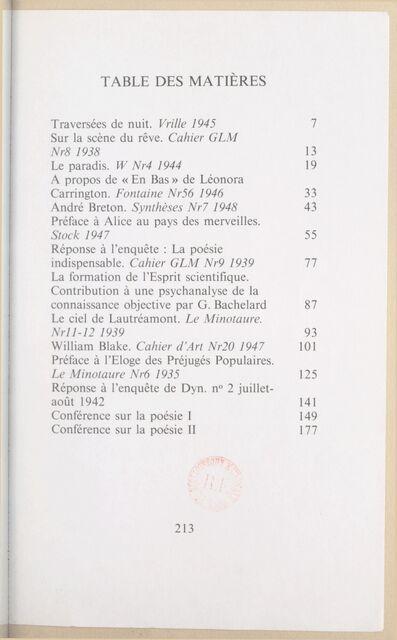 TABLE DES MATIÈRES
Traversées de nuit. Vrille 1945 7
Sur la scène du rêve. Cahier GLM
Nr8 1938 13
Le paradis. W Nr4 1944 19
A propos de « En Bas » de Léonora
Carrington. Fontaine Nr56 1946 33
André Breton. Synthèses Nr7 1948 43
Préface à Alice au pays des merveilles.
Stock 1947 55
Réponse à l'enquête : La poésie
indispensable. Cahier GLM Nr9 1939 77
La formation de l'Esprit scientifique.
Contribution à une psychanalyse de la
connaissance objective par G. Bachelard 87
Le ciel de Lautréamont. Le Minotaure.
Nr11-12 1939 93
William Blake. Cahier d'Art Nr20 1947 101
Préface à l'Eloge des Préjugés Populaires.
Le Minotaure Nr6 1935 125
Réponse à l'enquête de Dyn. nº 2 juillet-
août 1942 141
Conférence sur la poésie I 149
Conférence sur la poésie II 177
213